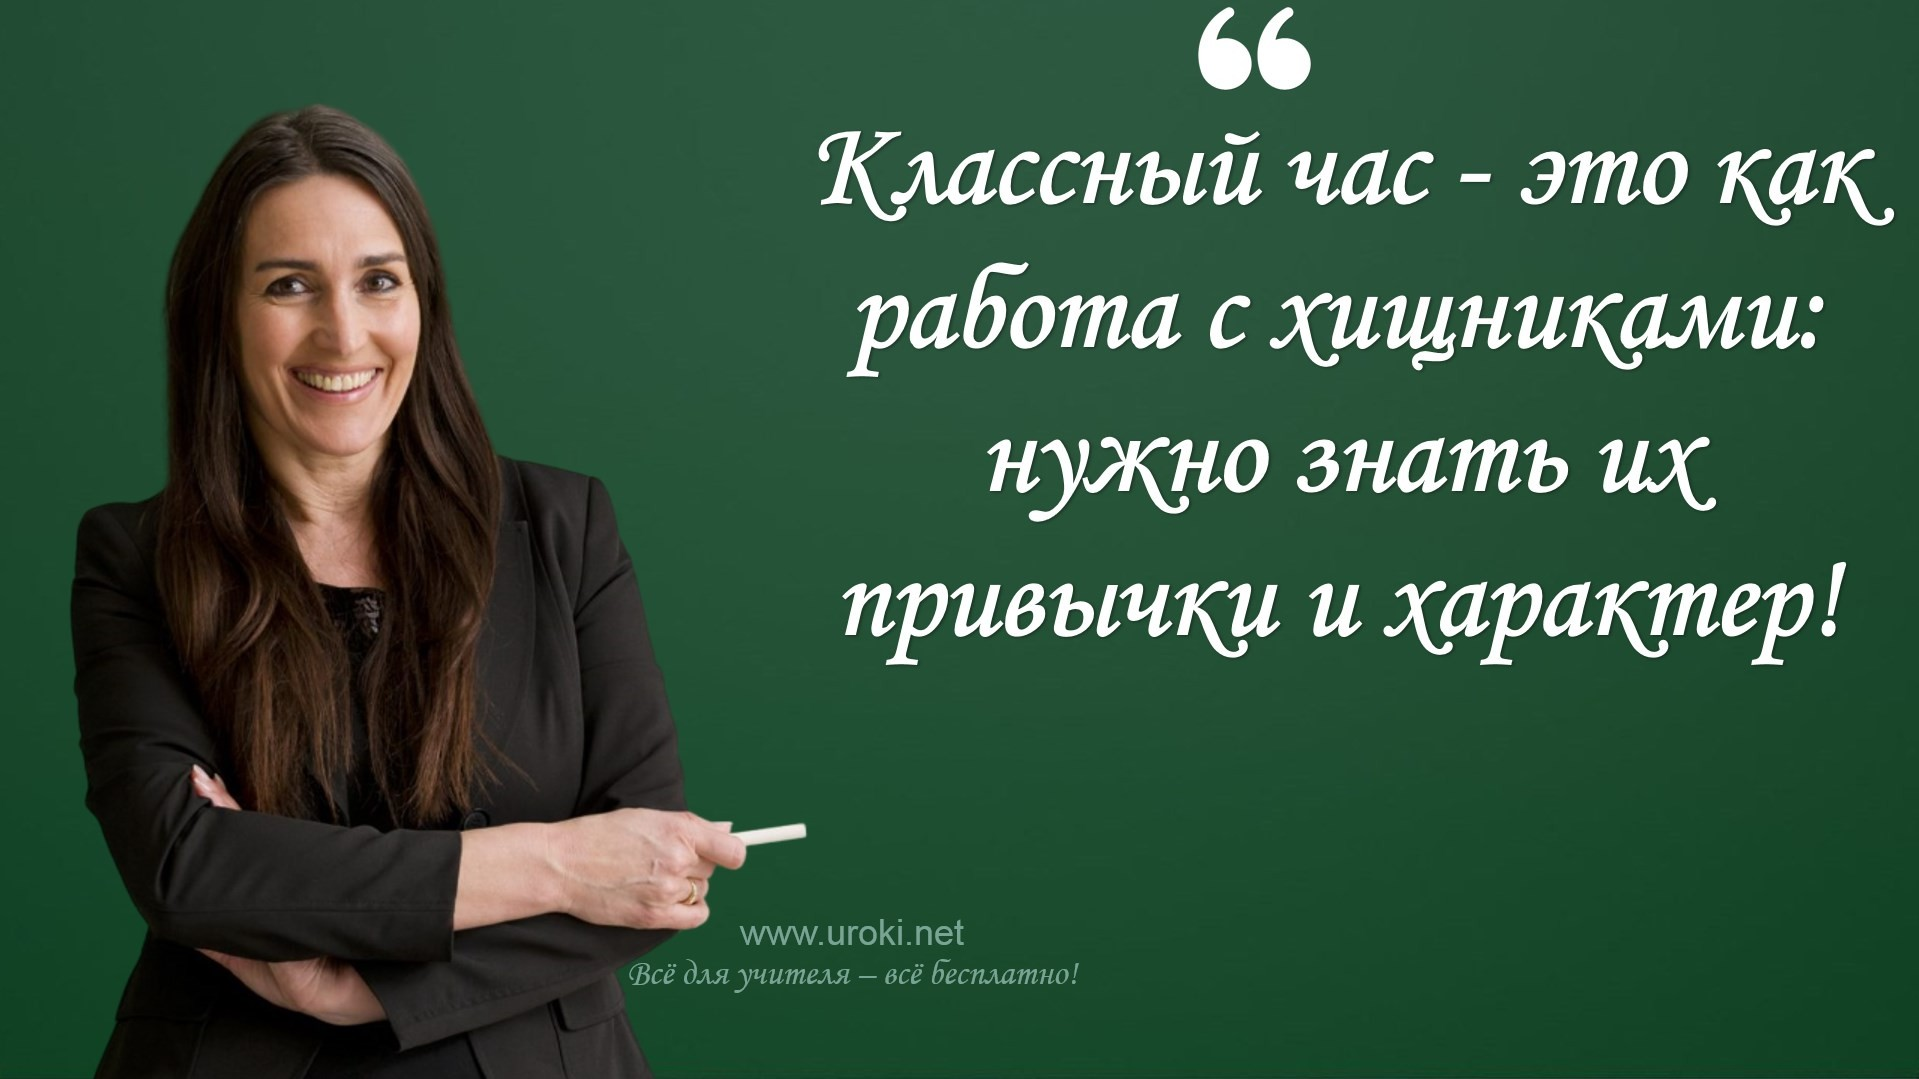 ❝
Классный час - это как
работа с хищниками:
нужно знать их
привычки и характер!
www.uroki.net
Всё для учителя – всё бесплатно!